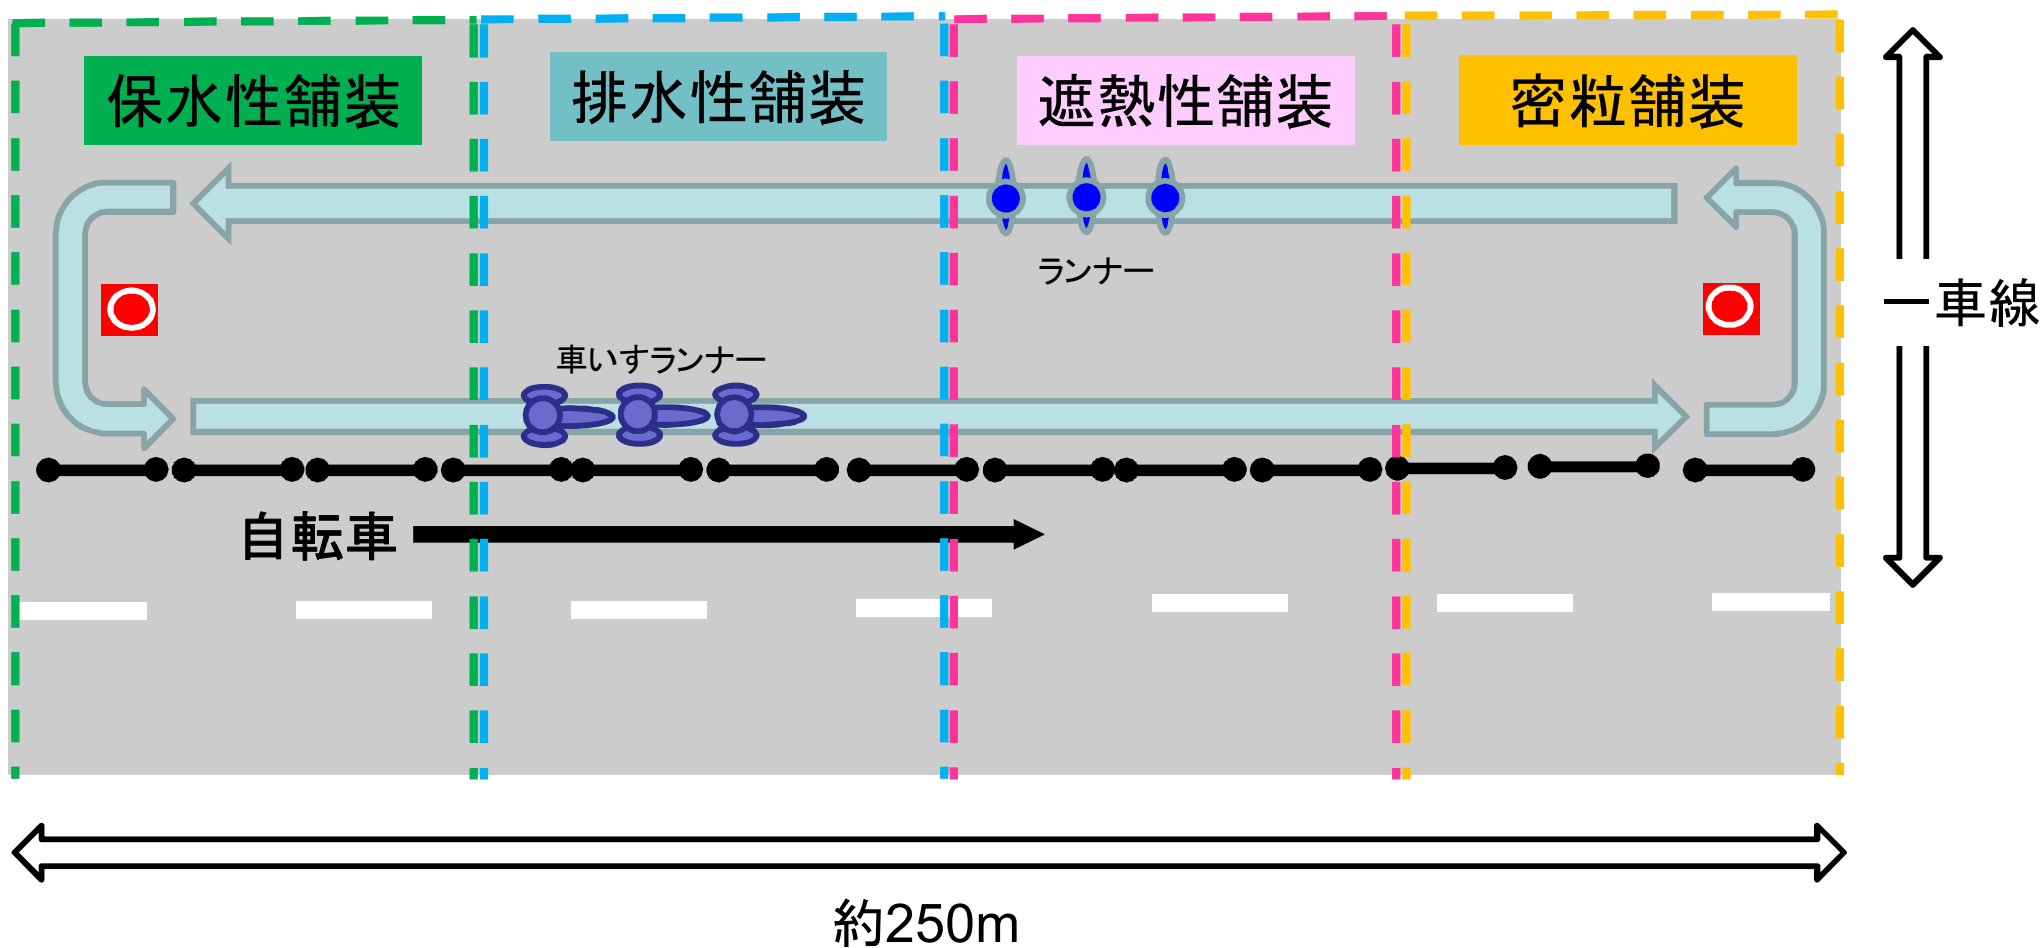 保水性舗装
排水性舗装
遮熱性舗装
密粒舗装
ランナー
一車線
車いすランナー
自転車
約250m